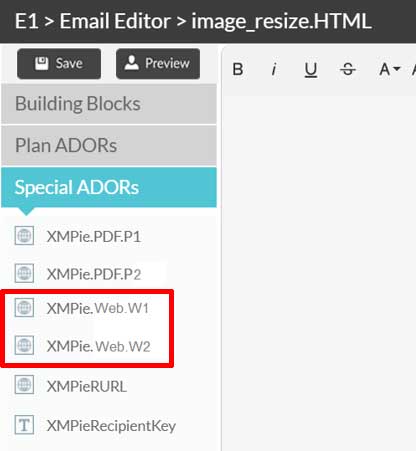 E1 > Email Editor > image_resize.HTML
Save Preview
B i U S A
Building Blocks
Plan ADORs
Special ADORs
XMPie.PDF.P1
XMPie.PDF.P2
XMPie.Web.W1
XMPie.Web.W2
XMPieRURL
T XMPieRecipientKey